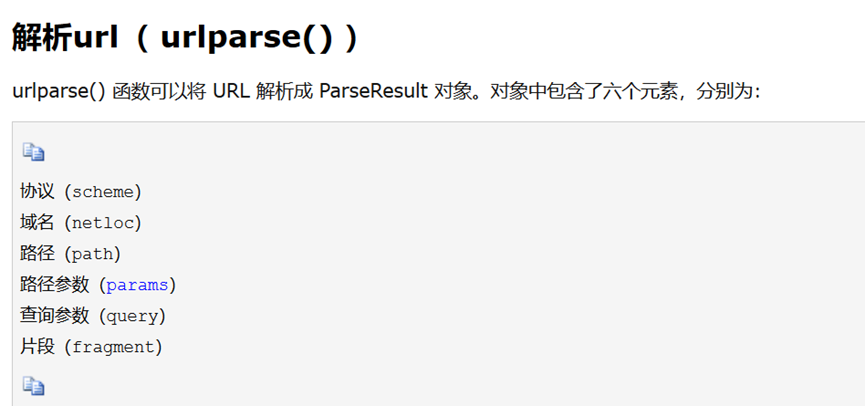 解析url（ urlparse() ）
urlparse() 函数可以将 URL 解析成 ParseResult 对象。对象中包含了六个元素，分别为：
协议（scheme）
域名（netloc）
路径（path）
路径参数（params）
查询参数（query）
片段（fragment）